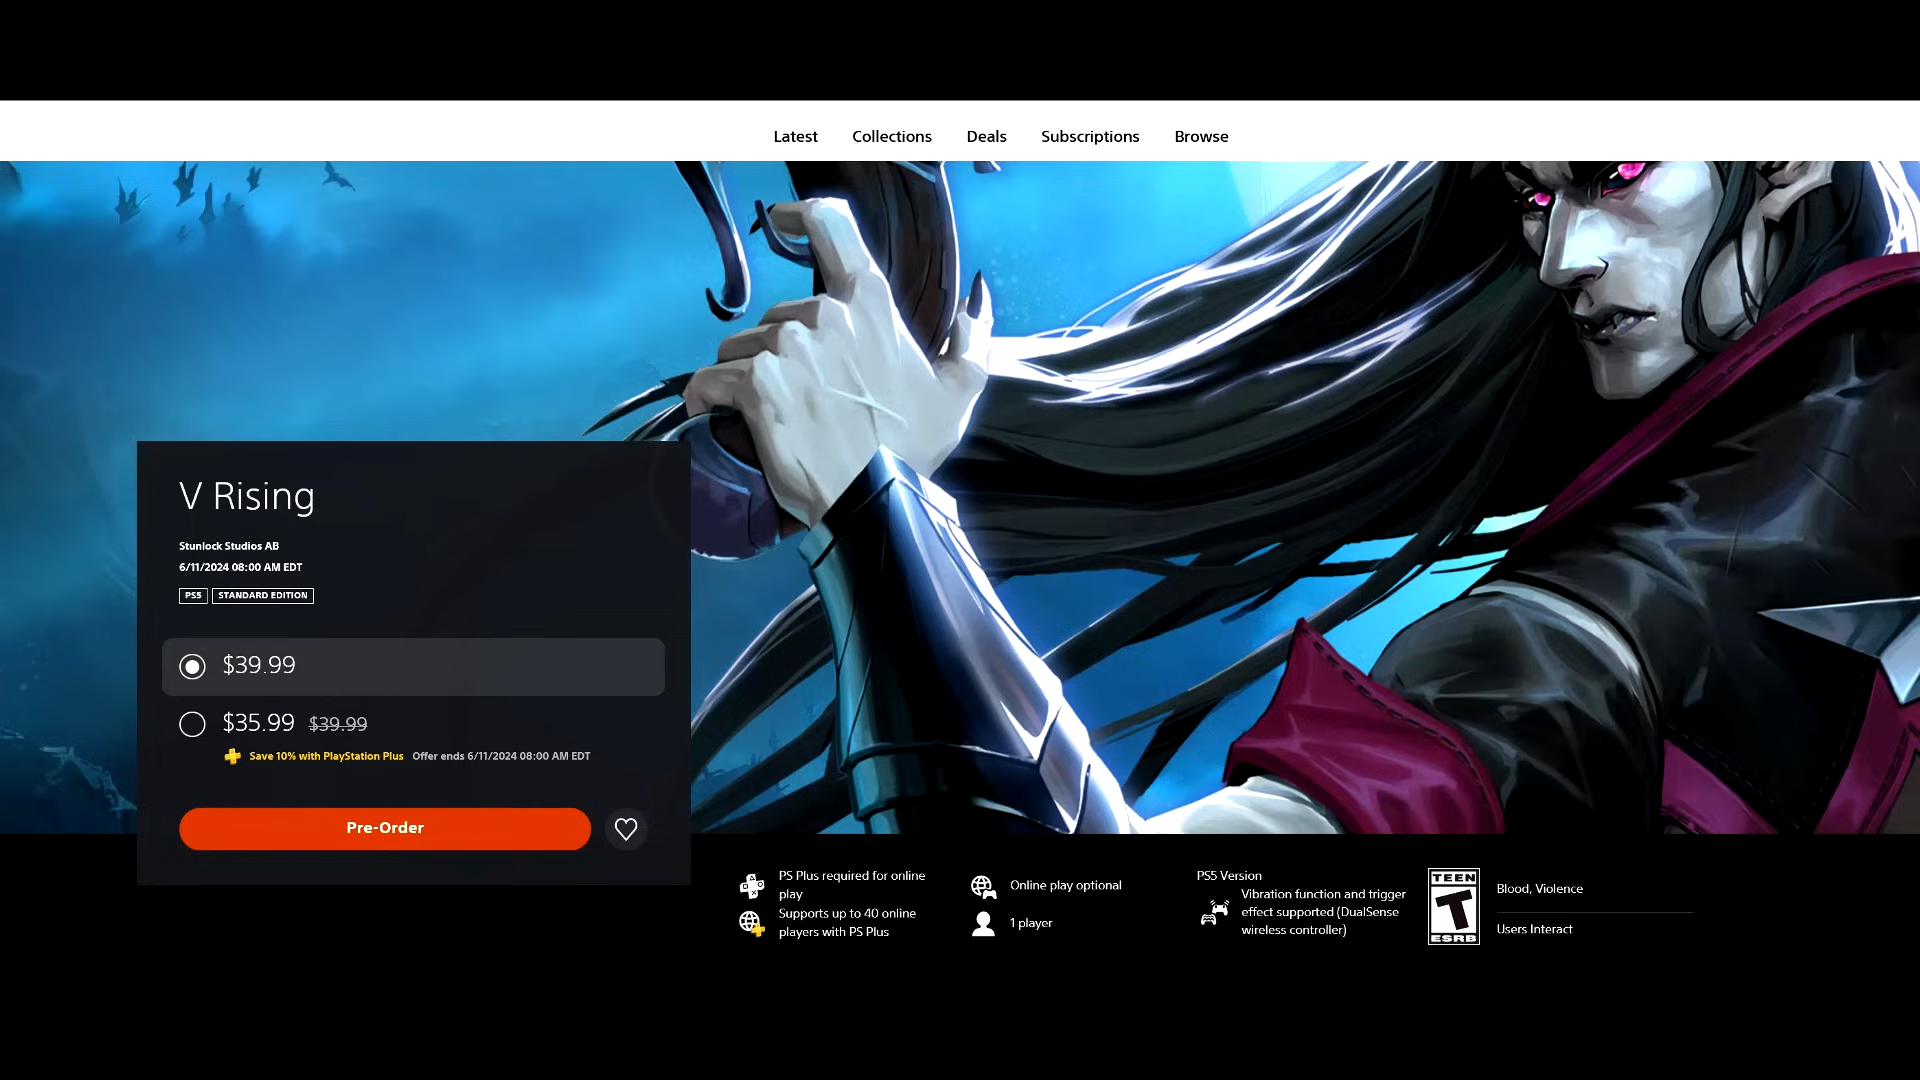 Latest Collections Deals Subscriptions Browse
V Rising
Stunlock Studios AB
6/11/2024 08:00 AM EDT
PS5 STANDARD EDITION
$39.99
$35.99 $39.99
Save 10% with PlayStation Plus Offer ends 6/11/2024 08:00 AM EDT
Pre-Order
PS Plus required for online
play
Supports up to 40 online
players with PS Plus
Online play optional
1 player
PS5 Version
Vibration function and trigger
effect supported (DualSense
wireless controller)
TEEN
T
ESRB
Blood, Violence
Users Interact